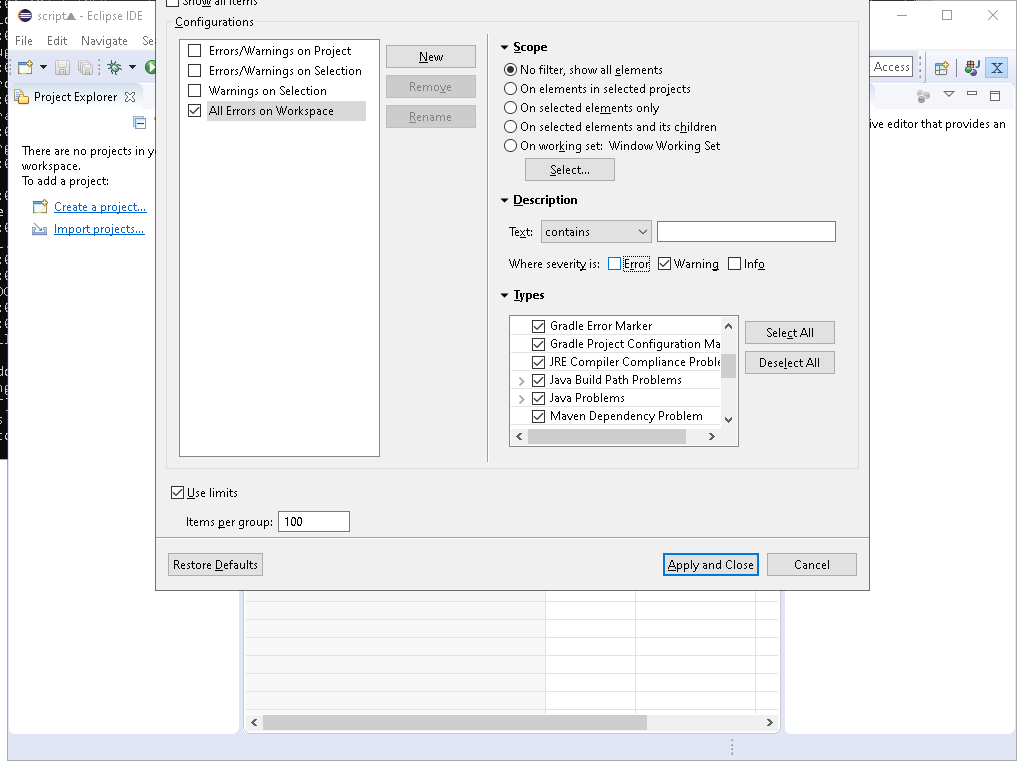 Show all items
script - Eclipse IDE
File Edit Navigate Se
Access
Project Explorer
There are no projects in y
workspace.
To add a project:
Create a project...
Import projects...
ive editor that provides an
Configurations
Errors/Warnings on Project
Errors/Warnings on Selection
Warnings on Selection
All Errors on Workspace
New
Remove
Rename
Scope
No filter, show all elements
On elements in selected projects
On selected elements only
On selected elements and its children
On working set: Window Working Set
Select...
Description
Text: contains
Where severity is: Error Warning Info
Types
Gradle Error Marker
Gradle Project Configuration Ma
JRE Compiler Compliance Proble
Java Build Path Problems
Java Problems
Maven Dependency Problem
Select All
Deselect All
Use limits
Items per group: 100
Restore Defaults
Apply and Close
Cancel